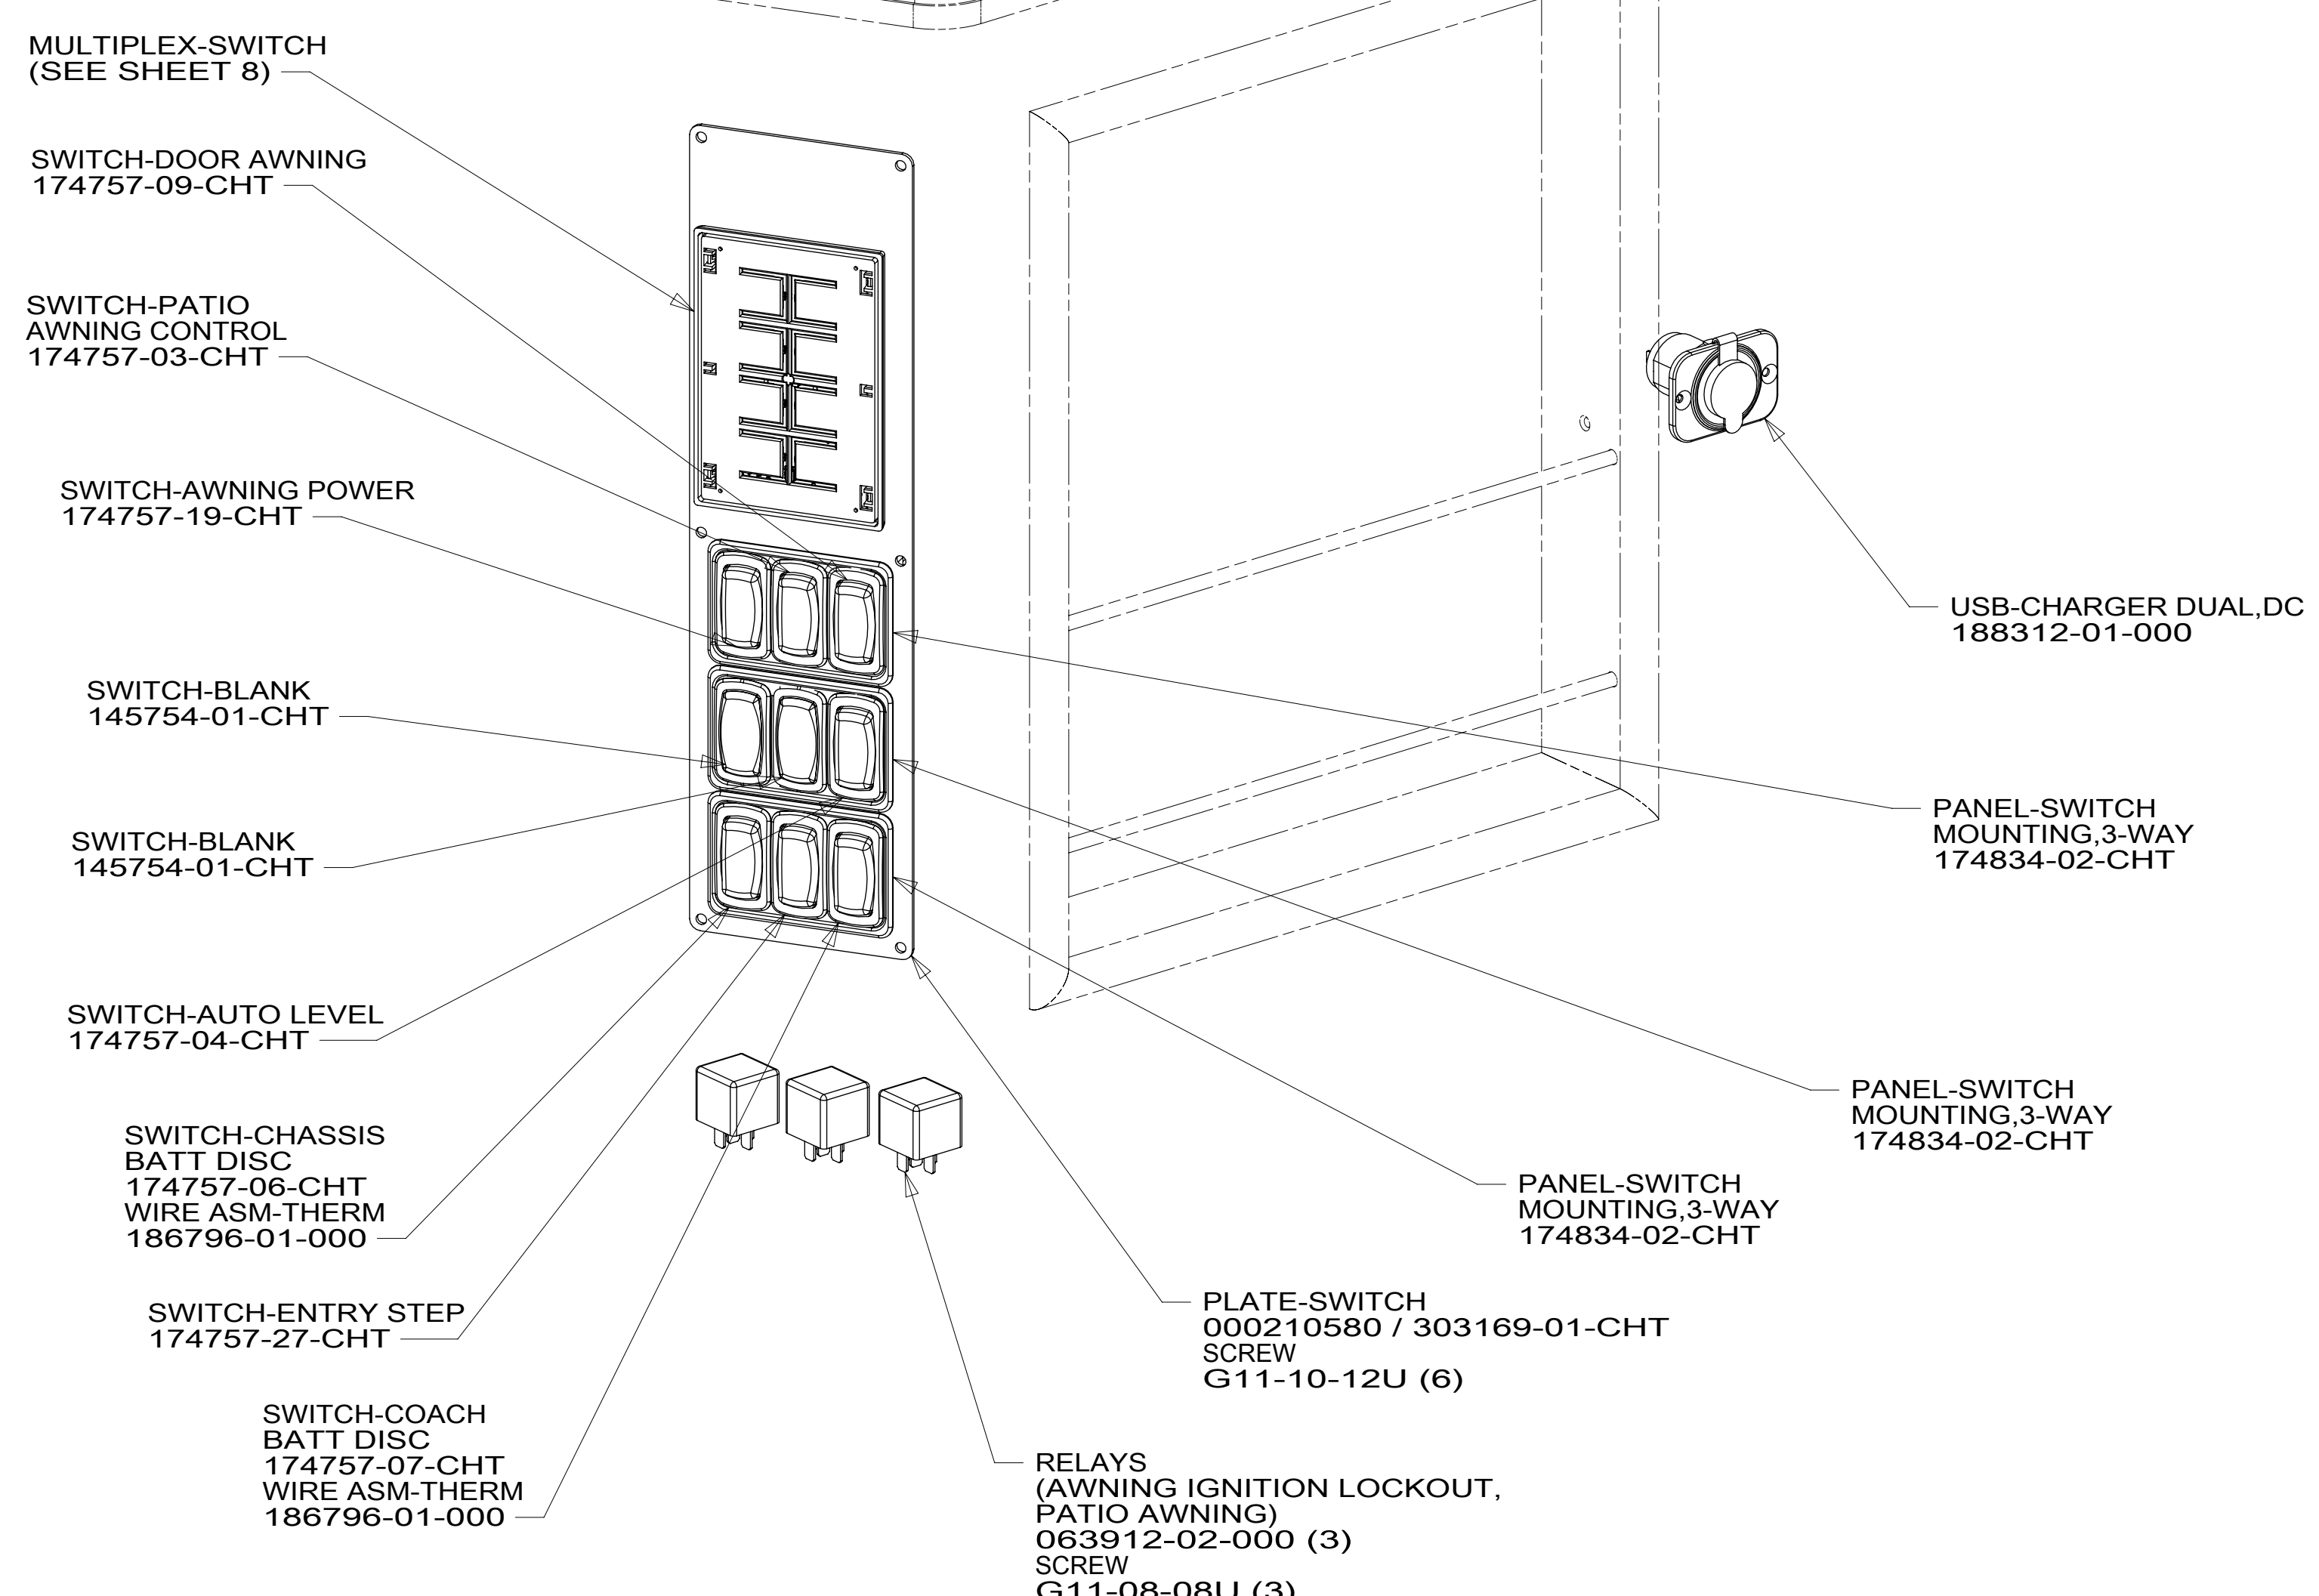 MULTIPLEX-SWITCH
(SEE SHEET 8)
SWITCH-DOOR AWNING
174757-09-CHT
SWITCH-PATIO
AWNING CONTROL
174757-03-CHT
SWITCH-AWNING POWER
174757-19-CHT
SWITCH-BLANK
145754-01-CHT
SWITCH-BLANK
145754-01-CHT
SWITCH-AUTO LEVEL
174757-04-CHT
SWITCH-CHASSIS
BATT DISC
174757-06-CHT
WIRE ASM-THERM
186796-01-000
SWITCH-ENTRY STEP
174757-27-CHT
SWITCH-COACH
BATT DISC
174757-07-CHT
WIRE ASM-THERM
186796-01-000
USB-CHARGER DUAL,DC
188312-01-000
PANEL-SWITCH
MOUNTING,3-WAY
174834-02-CHT
PANEL-SWITCH
MOUNTING,3-WAY
174834-02-CHT
PANEL-SWITCH
MOUNTING,3-WAY
174834-02-CHT
PLATE-SWITCH
000210580 / 303169-01-CHT
SCREW
G11-10-12U (6)
RELAYS
(AWNING IGNITION LOCKOUT,
PATIO AWNING)
063912-02-000 (3)
SCREW
G11-08-08U (3)